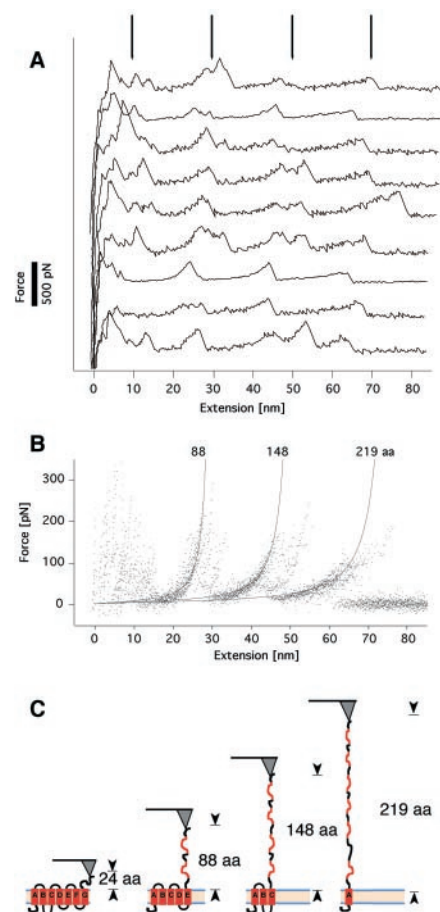 A
Force
500 pN
0 10 20 30 40 50 60 70 80
Extension [nm]
B
88 148 219 aa
Force [pN]
300
200
100
0
0 10 20 30 40 50 60 70 80
Extension [nm]
C
24 aa
88 aa
148 aa
219 aa
A B C D E F G
A B C D E
A B C
A